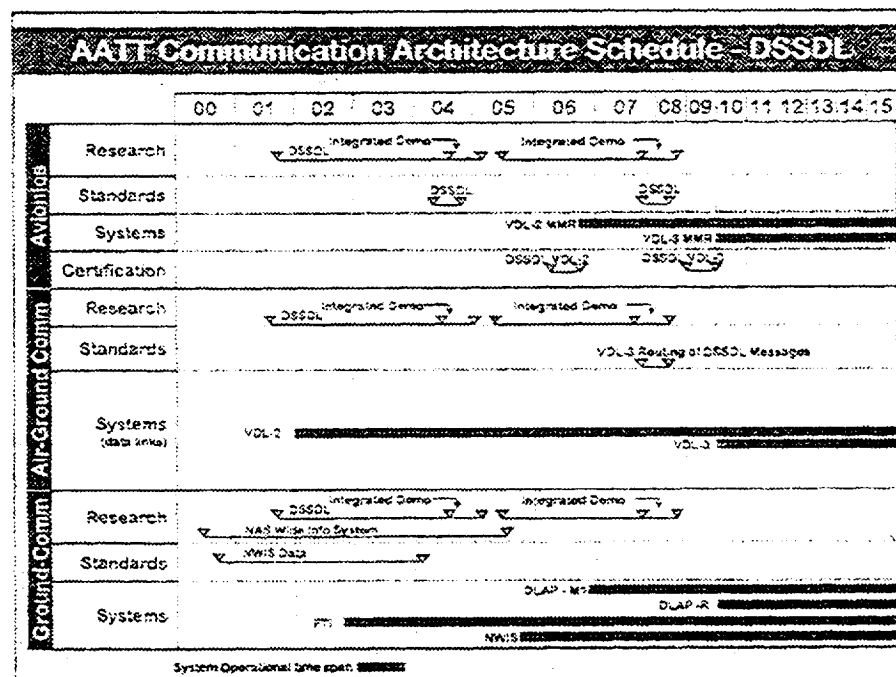 AATT Communication Architecture Schedule - DSSDL
00 01 02 03 04 05 06 07 08 09 10 11 12 13 14 15
Avionics
Research
DSSDL
Integrated Demo
Integrated Demo
Standards
DSSDL
DSSDL
Systems
VDL-2 MMR
VDL-3 MMR
Certification
DSSDL VDL-2
DSSDL
Air-Ground Comm
Research
DSSDL
Integrated Demo
Integrated Demo
Standards
VDL-3 Routing of DSSDL Messages
Systems
(data links)
VDL-2
VDL-3
Ground-Comm
Research
DSSDL
Integrated Demo
Integrated Demo
NAS Wide Info System
Standards
NWIS Data
Systems
DLAP - M1
DLAP -R
NWIS
System Operational time span